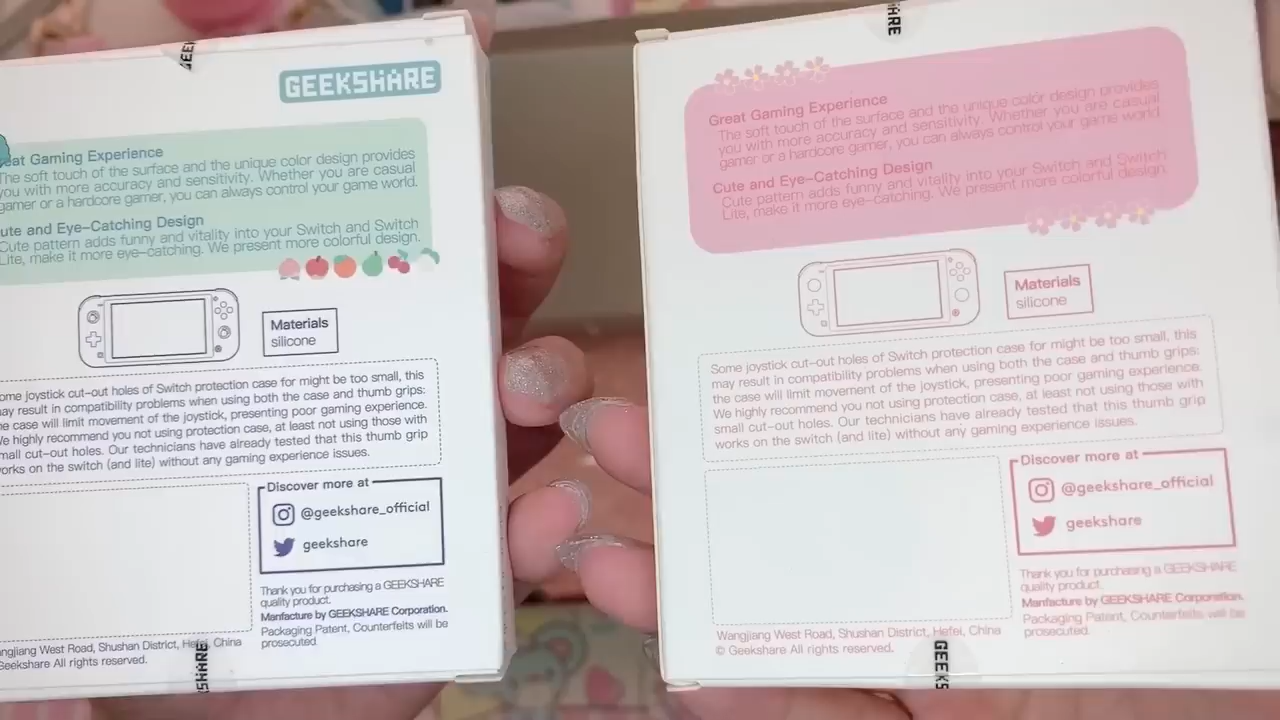 GEEKSHARE
eat Gaming Experience
The soft touch of the surface and the unique color design provides
you with more accuracy and sensitivity. Whether you are casual
gamer or a hardcore gamer, you can always control your game world.
ute and Eye-Catching Design
Cute pattern adds funny and vitality into your Switch and Switch
Lite, make it more eye-catching. We present more colorful design.
Materials
silicone
ome joystick cut-out holes of Switch protection case for might be too small, this
may result in compatibility problems when using both the case and thumb grips:
he case will limit movement of the joystick, presenting poor gaming experience.
We highly recommend you not using protection case, at least not using those with
mall cut-out holes. Our technicians have already tested that this thumb grip
orks on the switch (and lite) without any gaming experience issues.
Discover more at
@geekshare_official
geekshare
Thank you for purchasing a GEEKSHARE
quality product.
Manfacture by GEEKSHARE Corporation.
Packaging Patent, Counterfeits will be
prosecuted.
ngjiang West Road, Shushan District, Hefei, China
Geekshare All rights reserved.
GEEK
KSHARE
HARE
Great Gaming Experience
The soft touch of the surface and the unique color design provides
you with more accuracy and sensitivity. Whether you are casual
gamer or a hardcore gamer, you can always control your game world
Cute and Eye-Catching Design
Cute pattern adds funny and vitality into your Switch and Switch
Lite, make it more eye-catching. We present more colorful design.
Materials
silicone
Some joystick cut-out holes of Switch protection case for might be too small, this
may result in compatibility problems when using both the case and thumb grips:
the case will limit movement of the joystick, presenting poor gaming experience.
We highly recommend you not using protection case, at least not using those with
small cut-out holes. Our technicians have already tested that this thumb grip
works on the switch (and lite) without any gaming experience issues.
Discover more at
@geekshare_official
geekshare
Thank you for purchasing a GEEKSHARE
quality product.
Manfacture by GEEKSHARE Corporation.
Packaging Patent, Counterfeits will be
prosecuted.
Wangjiang West Road, Shushan District, Hefei, China
© Geekshare All rights reserved.
GEEKS